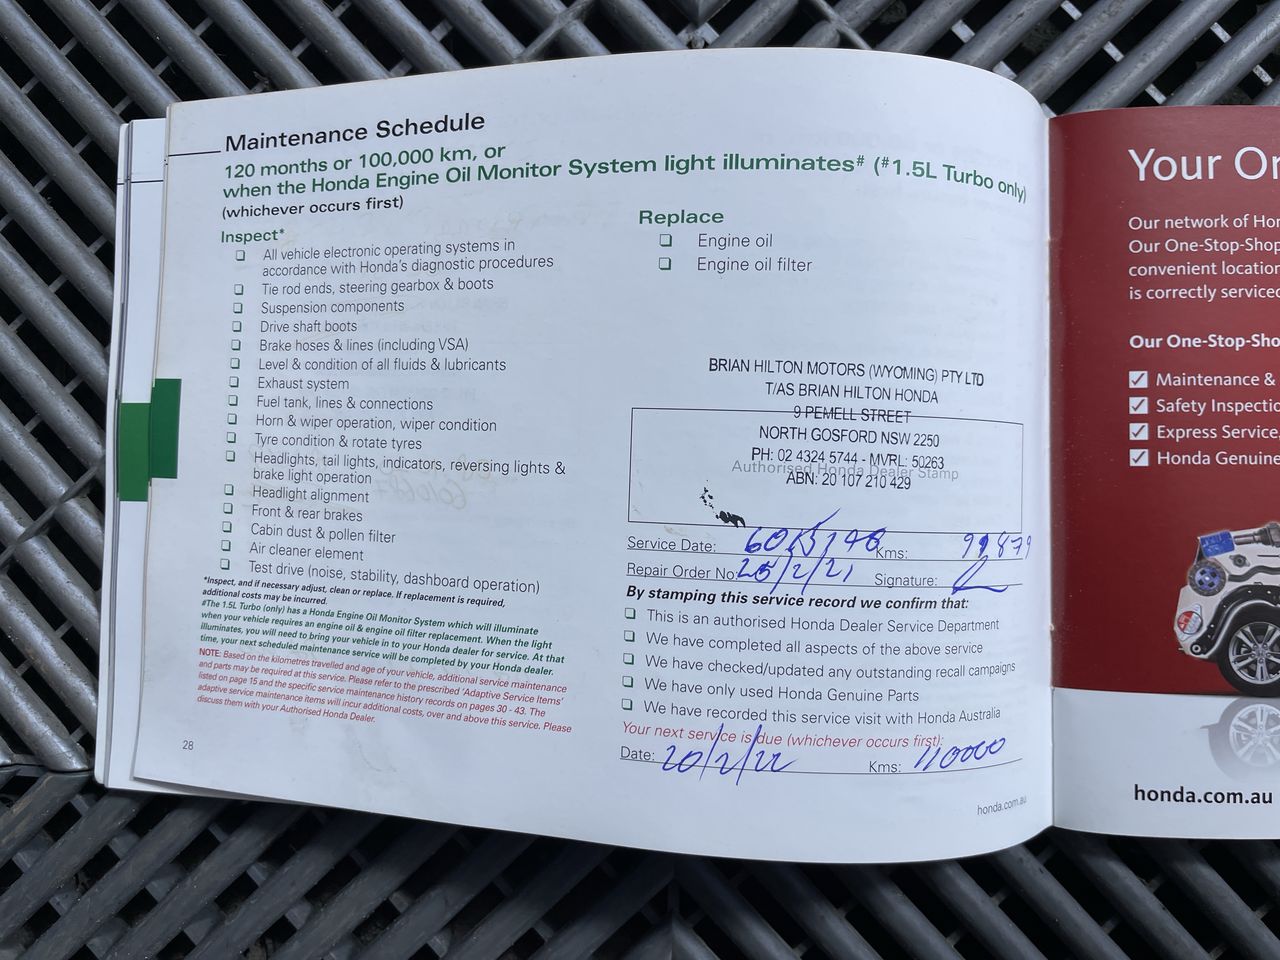 Maintenance Schedule
120 months or 100,000 km, or
when the Honda Engine Oil Monitor System light illuminates# (#1.5L Turbo only)
(whichever occurs first)
Inspect*
❏ All vehicle electronic operating systems in
accordance with Honda's diagnostic procedures
❏ Tie rod ends, steering gearbox & boots
❏ Suspension components
❏ Drive shaft boots
❏ Brake hoses & lines (including VSA)
❏ Level & condition of all fluids & lubricants
❏ Exhaust system
❏ Fuel tank, lines & connections
❏ Horn & wiper operation, wiper condition
❏ Tyre condition & rotate tyres
❏ Headlights, tail lights, indicators, reversing lights &
brake light operation
❏ Headlight alignment
❏ Front & rear brakes
❏ Cabin dust & pollen filter
❏ Air cleaner element
❏ Test drive (noise, stability, dashboard operation)
*Inspect, and if necessary adjust, clean or replace. If replacement is required,
additional costs may be incurred.
#The 1.5L Turbo (only) has a Honda Engine Oil Monitor System which will illuminate
when your vehicle requires an engine oil & engine oil filter replacement. When the light
illuminates, you will need to bring your vehicle in to your Honda dealer for service. At that
time, your next scheduled maintenance service will be completed by your Honda dealer.
NOTE: Based on the kilometres travelled and age of your vehicle, additional service maintenance
and parts may be required at this service. Please refer to the prescribed 'Adaptive Service Items'
listed on page 15 and the specific service maintenance history records on pages 30 - 43. The
adaptive service maintenance items will incur additional costs, over and above this service. Please
discuss them with your Authorised Honda Dealer.
28
Replace
❏ Engine oil
❏ Engine oil filter
BRIAN HILTON MOTORS (WYOMING) PTY LTD
T/AS BRIAN HILTON HONDA
9 PEMELL STREET
NORTH GOSFORD NSW 2250
PH: 02 4324 5744 - MVRL: 50263
Authorised Honda Dealer Stamp
ABN: 20 107 210 429
Service Date: Kms:
Repair Order No: 25/2/21 Signature:
By stamping this service record we confirm that:
❏ This is an authorised Honda Dealer Service Department
❏ We have completed all aspects of the above service
❏ We have checked/updated any outstanding recall campaigns
❏ We have only used Honda Genuine Parts
❏ We have recorded this service visit with Honda Australia
Your next service is due (whichever occurs first):
Date: 20/2/22 Kms: 110000
honda.com.au
Your Or
Our network of Hon
Our One-Stop-Shop
convenient location
is correctly serviced
Our One-Stop-Sho
Maintenance &
Safety Inspectio
Express Service,
Honda Genuine
honda.com.au